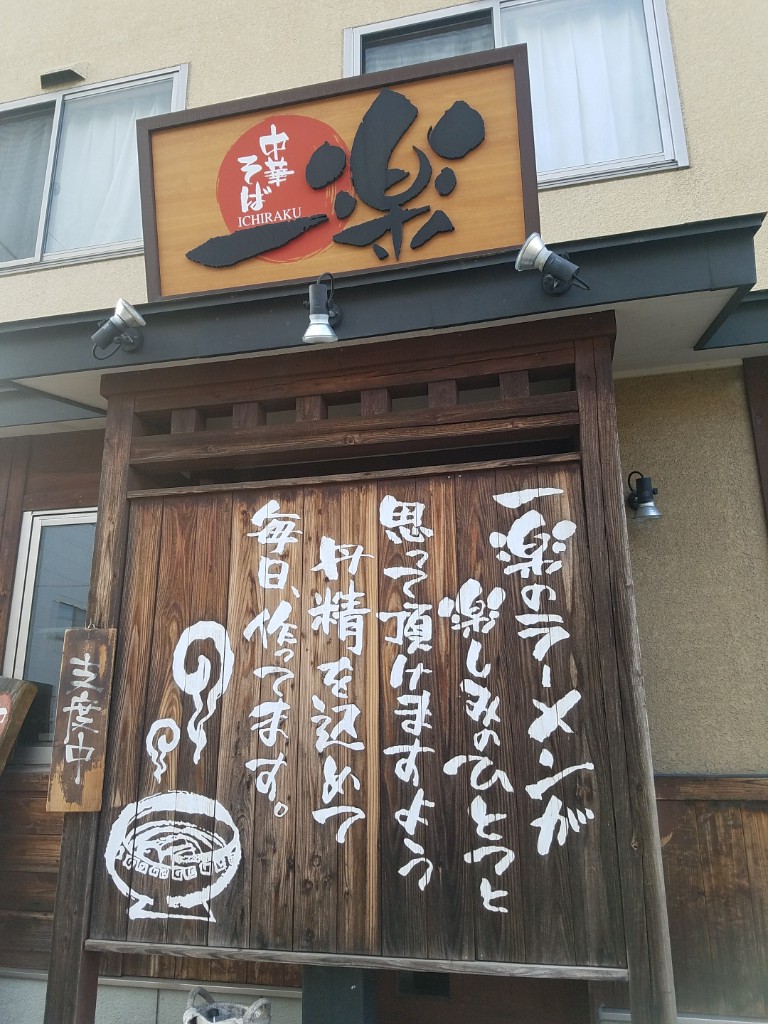 中華
そば
ICHIRAKU
一楽
一楽のラーメンが
楽しみのひとつと
思って頂けますよう
丹精を込めて
毎日、作ってます。
支度中